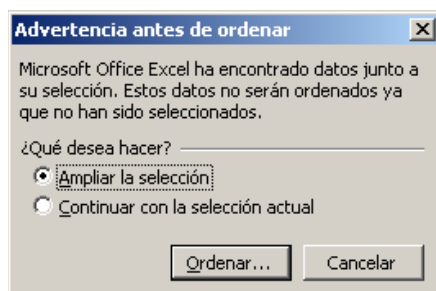 Advertencia antes de ordenar
Microsoft Office Excel ha encontrado datos junto a
su selección. Estos datos no serán ordenados ya
que no han sido seleccionados.
¿Qué desea hacer?
Ampliar la selección
Continuar con la selección actual
Ordenar...
Cancelar